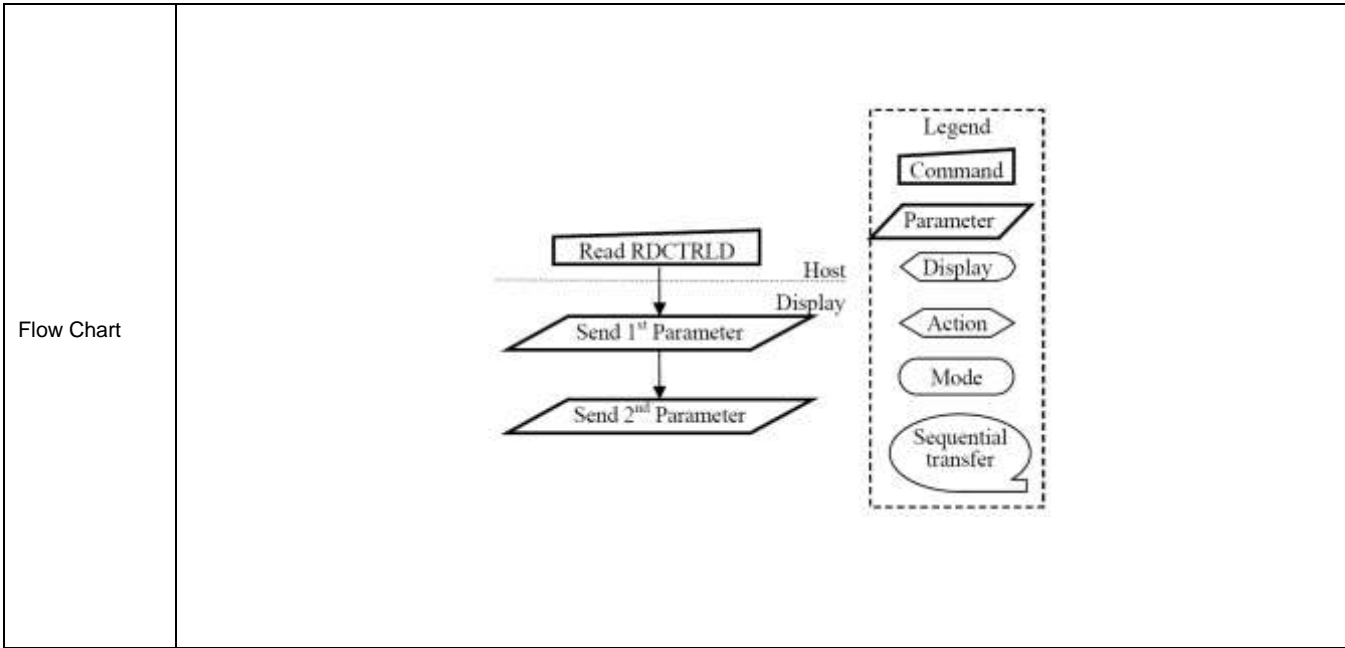 Flow Chart
Read RDCTRLD
Host
Display
Send 1st Parameter
Send 2nd Parameter
Legend
Command
Parameter
Display
Action
Mode
Sequential
transfer